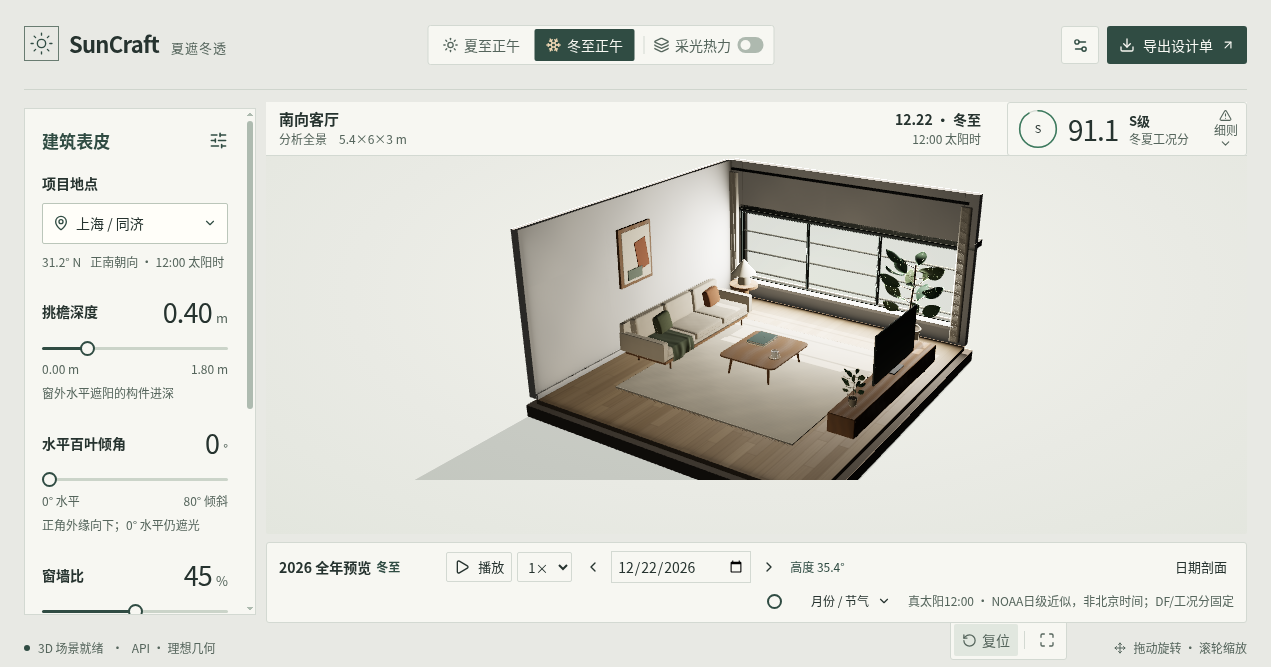 SunCraft 夏遮冬透
夏至正午 冬至正午 采光热力
导出设计单
建筑表皮
项目地点
上海 / 同济
31.2° N 正南朝向 · 12:00 太阳时
挑檐深度 0.40 m
0.00 m 1.80 m
窗外水平遮阳的构件进深
水平百叶倾角 0 °
0° 水平 80° 倾斜
正角外缘向下；0° 水平仍遮光
窗墙比 45 %
南向客厅
分析全景 5.4×6×3 m
12.22 · 冬至
12:00 太阳时
S 91.1 S级
冬夏工况分
细则
2026 全年预览 冬至 播放 1× 12/22/2026 高度 35.4° 日期剖面
月份 / 节气 真太阳12:00 · NOAA日级近似，非北京时间；DF/工况分固定
3D 场景就绪 · API · 理想几何
复位
拖动旋转 · 滚轮缩放